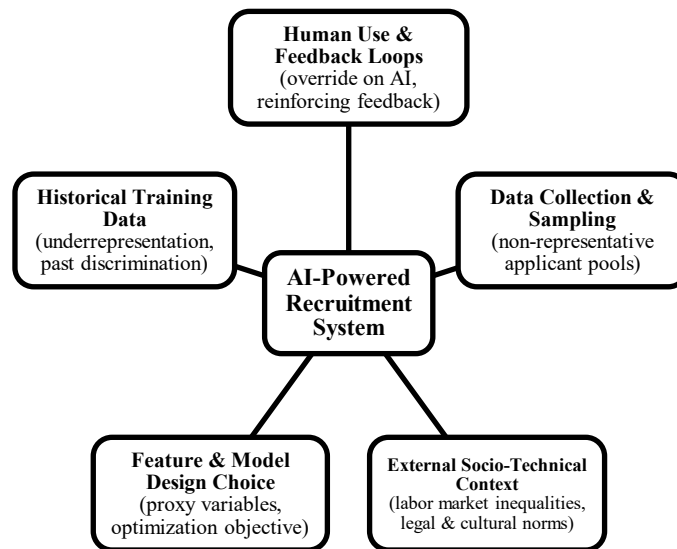 Human Use &
Feedback Loops
(override on AI,
reinforcing feedback)
Historical Training
Data
(underrepresentation,
past discrimination)
Data Collection &
Sampling
(non-representative
applicant pools)
AI-Powered
Recruitment
System
Feature & Model
Design Choice
(proxy variables,
optimization objective)
External Socio-Technical
Context
(labor market inequalities,
legal & cultural norms)